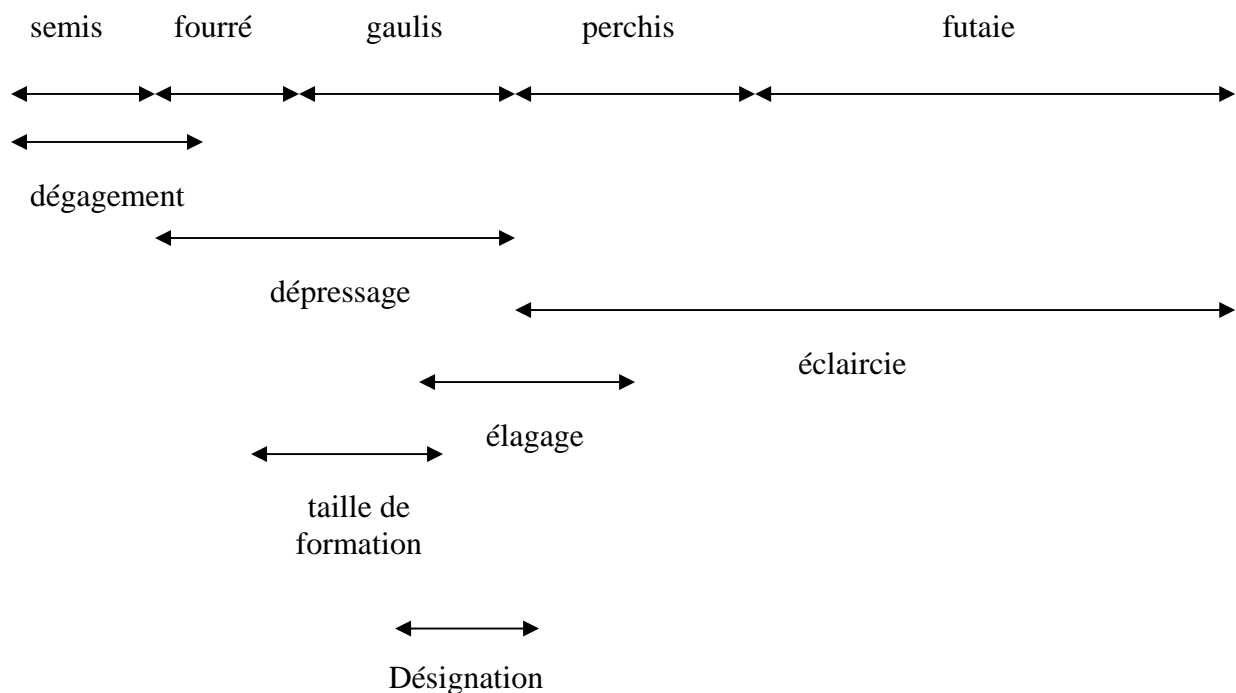 semis fourré gaulis perchis futaie
dégagement
dépressage
éclaircie
élagage
taille de
formation
Désignation